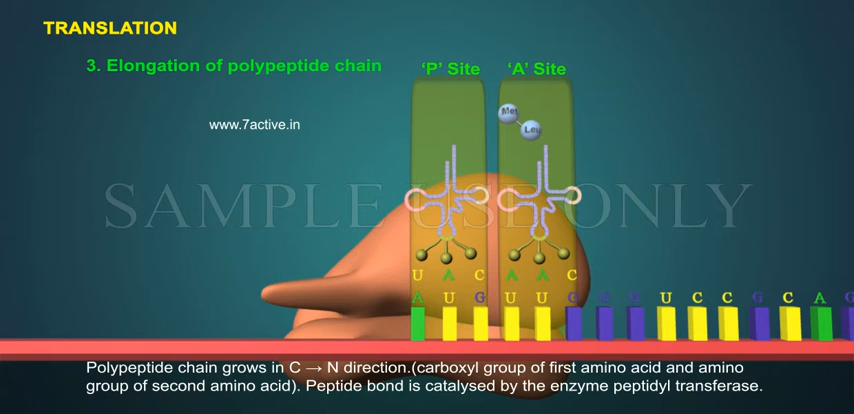 TRANSLATION
3. Elongation of polypeptide chain
'P' Site 'A' Site
www.7active.in
Met
Leu
SAMPLE USE ONLY
U A C A A C
A U G U U G G G U C C G C A G
Polypeptide chain grows in C → N direction.(carboxyl group of first amino acid and amino
group of second amino acid). Peptide bond is catalysed by the enzyme peptidyl transferase.